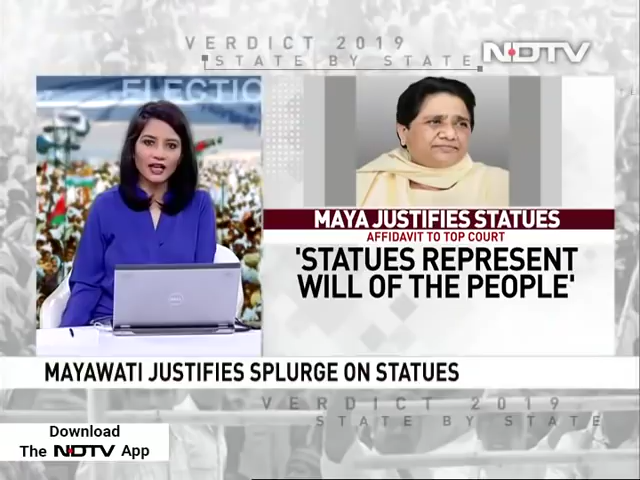 VERDICT 2019
STATE BY STATE
NDTV
ELECTIO
MAYA JUSTIFIES STATUES
AFFIDAVIT TO TOP COURT
'STATUES REPRESENT
WILL OF THE PEOPLE'
DELL
MAYAWATI JUSTIFIES SPLURGE ON STATUES
VERDICT 2019
STATE BY STATE
Download
The NDTV App